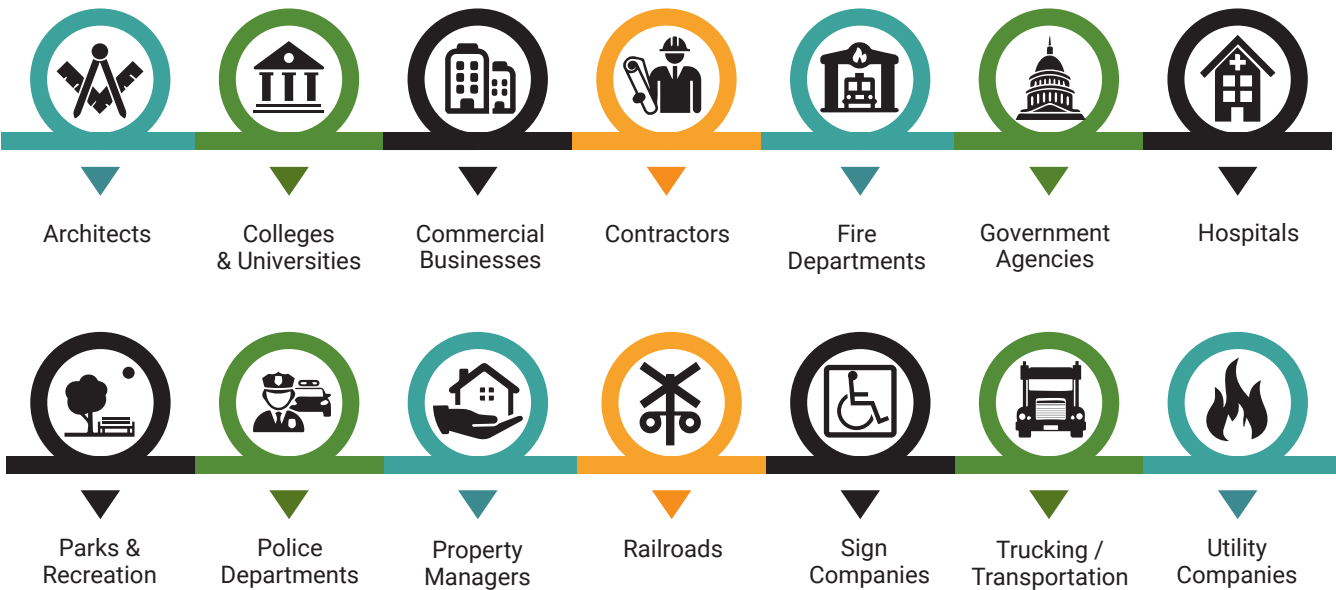 Architects
Colleges
& Universities
Commercial
Businesses
Contractors
Fire
Departments
Government
Agencies
Hospitals
Parks &
Recreation
Police
Departments
Property
Managers
Railroads
Sign
Companies
Trucking /
Transportation
Utility
Companies